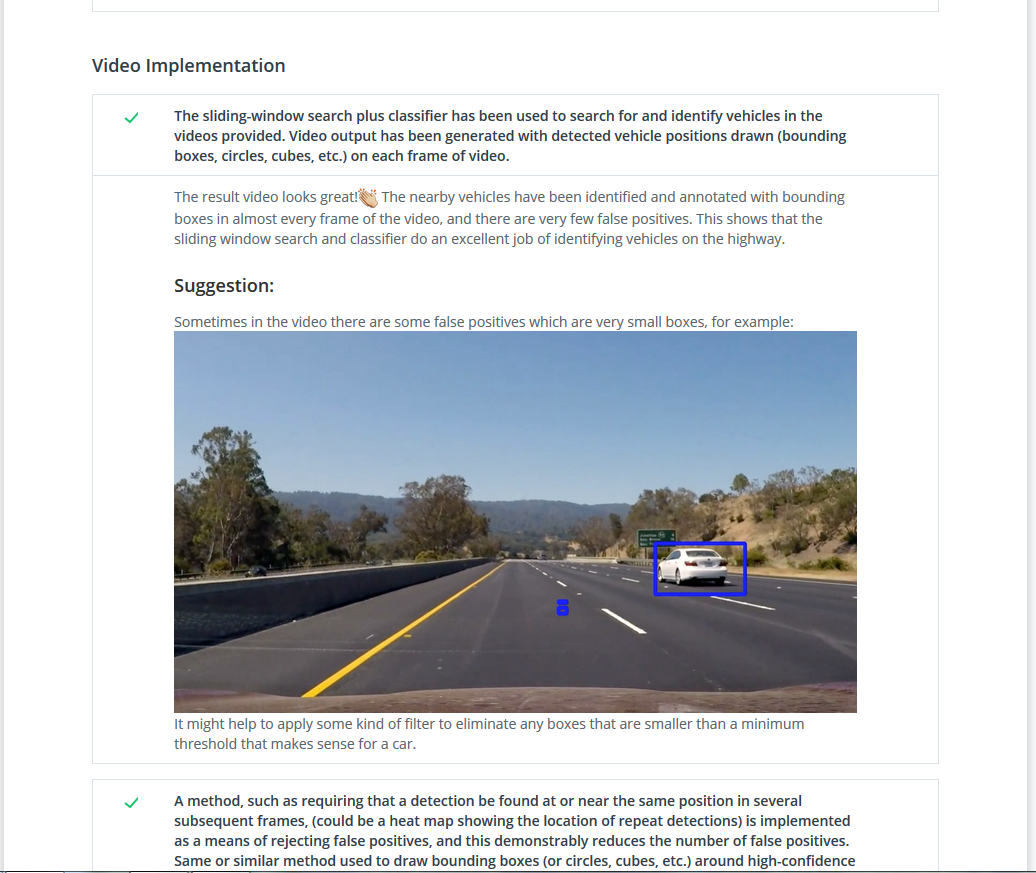 Video Implementation
The sliding-window search plus classifier has been used to search for and identify vehicles in the
videos provided. Video output has been generated with detected vehicle positions drawn (bounding
boxes, circles, cubes, etc.) on each frame of video.
The result video looks great!👏 The nearby vehicles have been identified and annotated with bounding
boxes in almost every frame of the video, and there are very few false positives. This shows that the
sliding window search and classifier do an excellent job of identifying vehicles on the highway.
Suggestion:
Sometimes in the video there are some false positives which are very small boxes, for example:
It might help to apply some kind of filter to eliminate any boxes that are smaller than a minimum
threshold that makes sense for a car.
A method, such as requiring that a detection be found at or near the same position in several
subsequent frames, (could be a heat map showing the location of repeat detections) is implemented
as a means of rejecting false positives, and this demonstrably reduces the number of false positives.
Same or similar method used to draw bounding boxes (or circles, cubes, etc.) around high-confidence